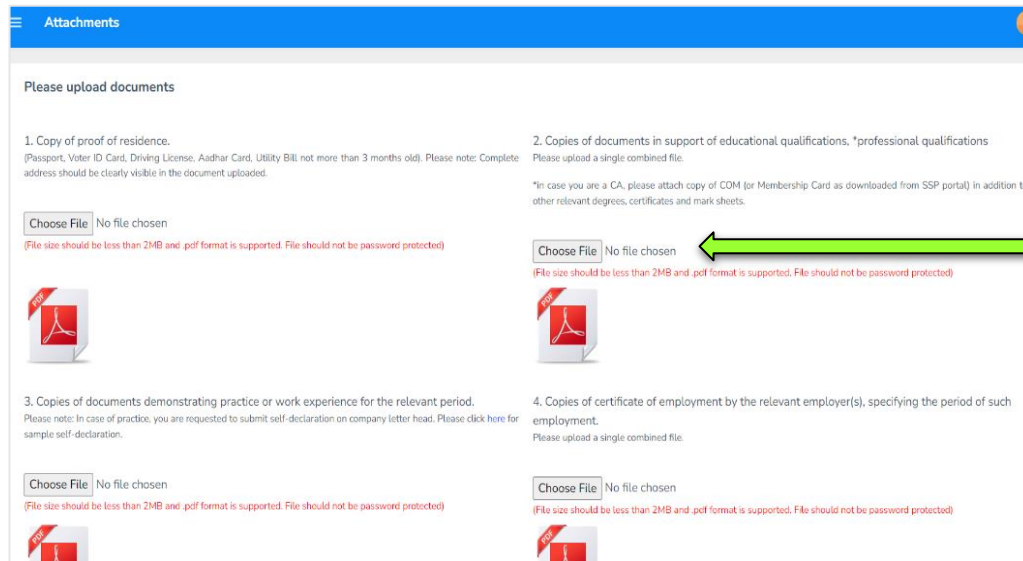 Attachments
Please upload documents
1. Copy of proof of residence.
(Passport, Voter ID Card, Driving License, Aadhar Card, Utility Bill not more than 3 months old). Please note: Complete
address should be clearly visible in the document uploaded.
Choose File No file chosen
(File size should be less than 2MB and .pdf format is supported. File should not be password protected)
PDF
2. Copies of documents in support of educational qualifications, *professional qualifications
Please upload a single combined file.
*in case you are a CA, please attach copy of COM (or Membership Card as downloaded from SSP portal) in addition t
other relevant degrees, certificates and mark sheets.
Choose File No file chosen
(File size should be less than 2MB and .pdf format is supported. File should not be password protected)
PDF
3. Copies of documents demonstrating practice or work experience for the relevant period.
Please note: In case of practice, you are requested to submit self-declaration on company letter head. Please click here for
sample self-declaration.
Choose File No file chosen
(File size should be less than 2MB and .pdf format is supported. File should not be password protected)
PDF
4. Copies of certificate of employment by the relevant employer(s), specifying the period of such
employment.
Please upload a single combined file.
Choose File No file chosen
(File size should be less than 2MB and .pdf format is supported. File should not be password protected)
PDF